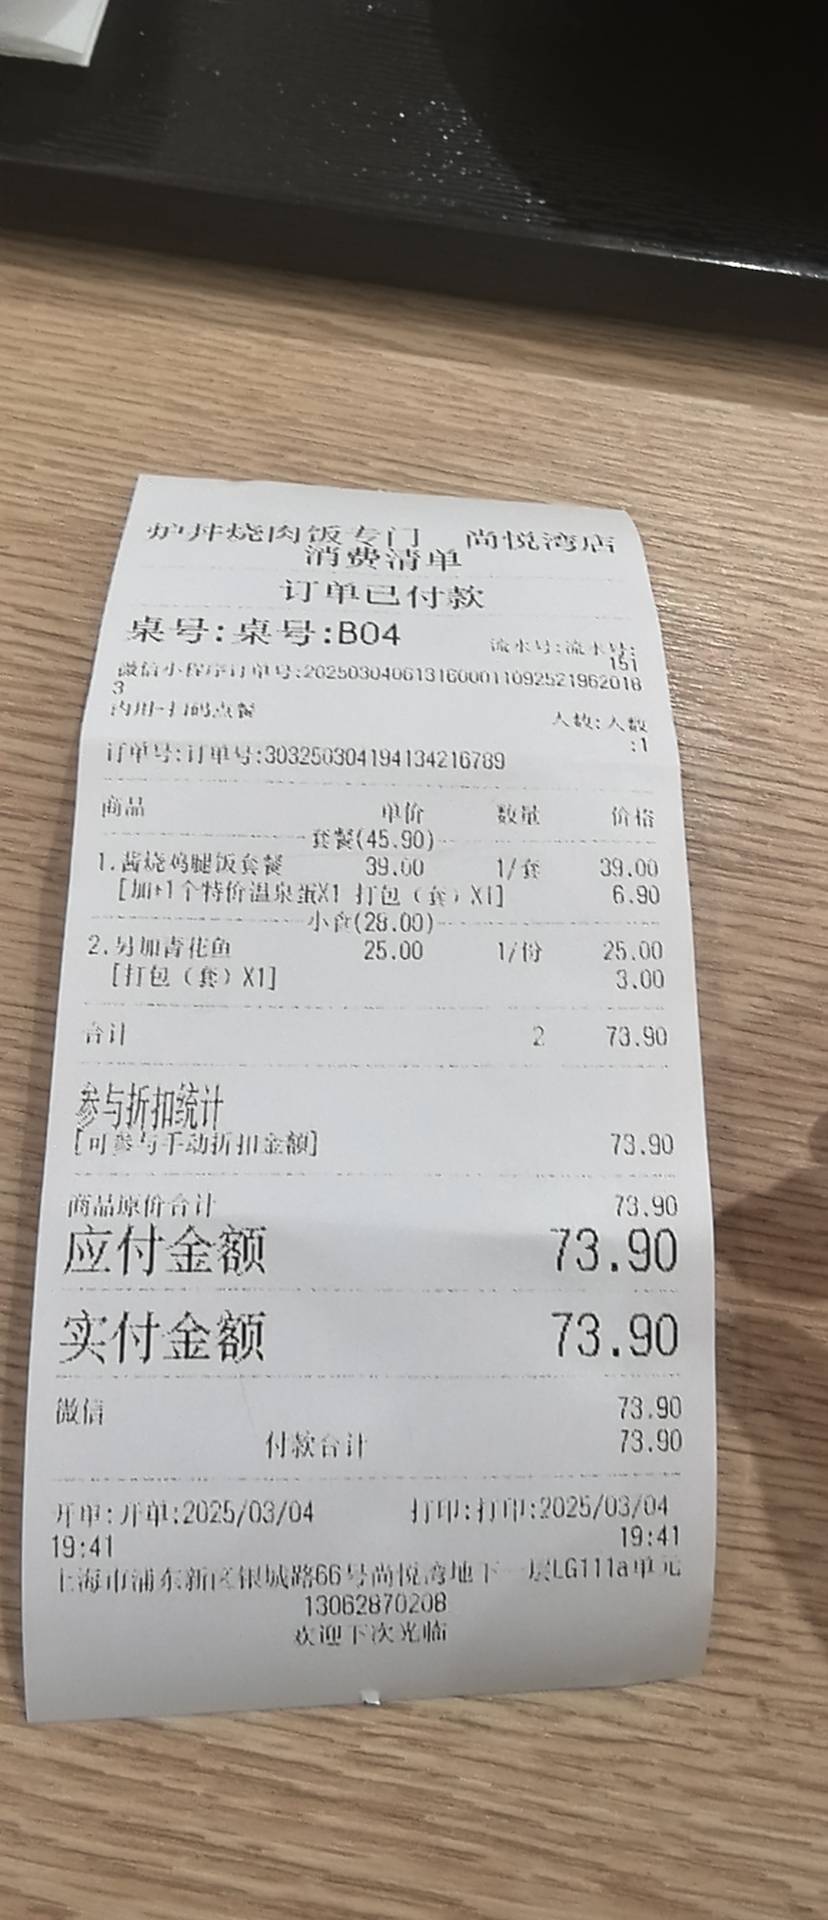 炉丼烧肉饭专门 尚悦湾店
消费清单
订单已付款
桌号:桌号:B04
流水号:流水号:
151
微信小程序订单号:2025030406131600011092521962018
3
内用-扫码点餐
人数:人数
:1
订单号:订单号:303250304194134216789
商品 单价 数量 价格
套餐(45.90)
1.酱烧鸡腿饭套餐 39.00 1/套 39.00
[加+1个特价温泉蛋X1 打包（套）X1] 6.90
小食(28.00)
2.另加青花鱼 25.00 1/份 25.00
[打包（套）X1] 3.00
合计 2 73.90
参与折扣统计
[可参与手动折扣金额] 73.90
商品原价合计 73.90
应付金额 73.90
实付金额 73.90
微信 73.90
付款合计 73.90
开单:开单:2025/03/04 打印:打印:2025/03/04
19:41 19:41
上海市浦东新区银城路66号尚悦湾地下一层LG111a单元
13062870208
欢迎下次光临